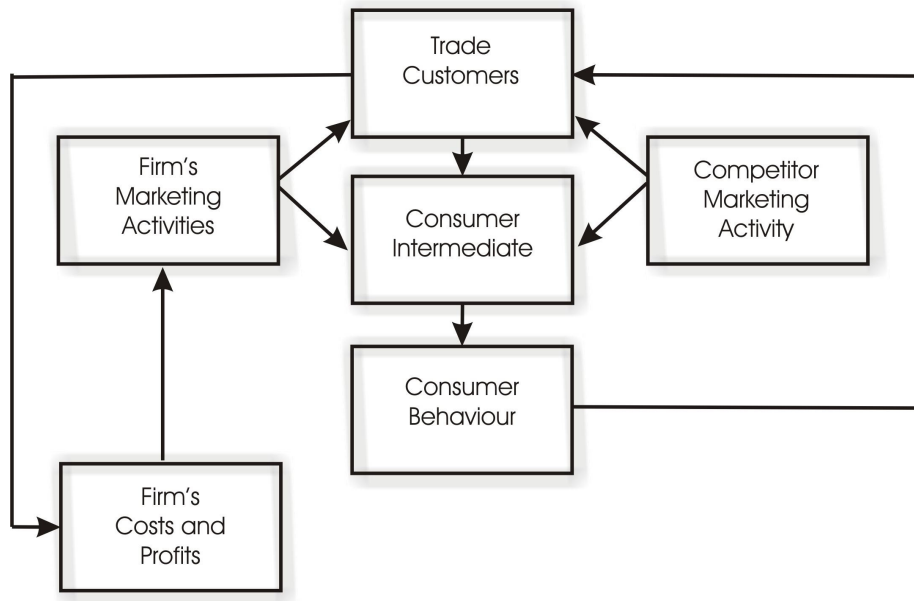 Trade
Customers
Firm's
Marketing
Activities
Consumer
Intermediate
Competitor
Marketing
Activity
Consumer
Behaviour
Firm's
Costs and
Profits